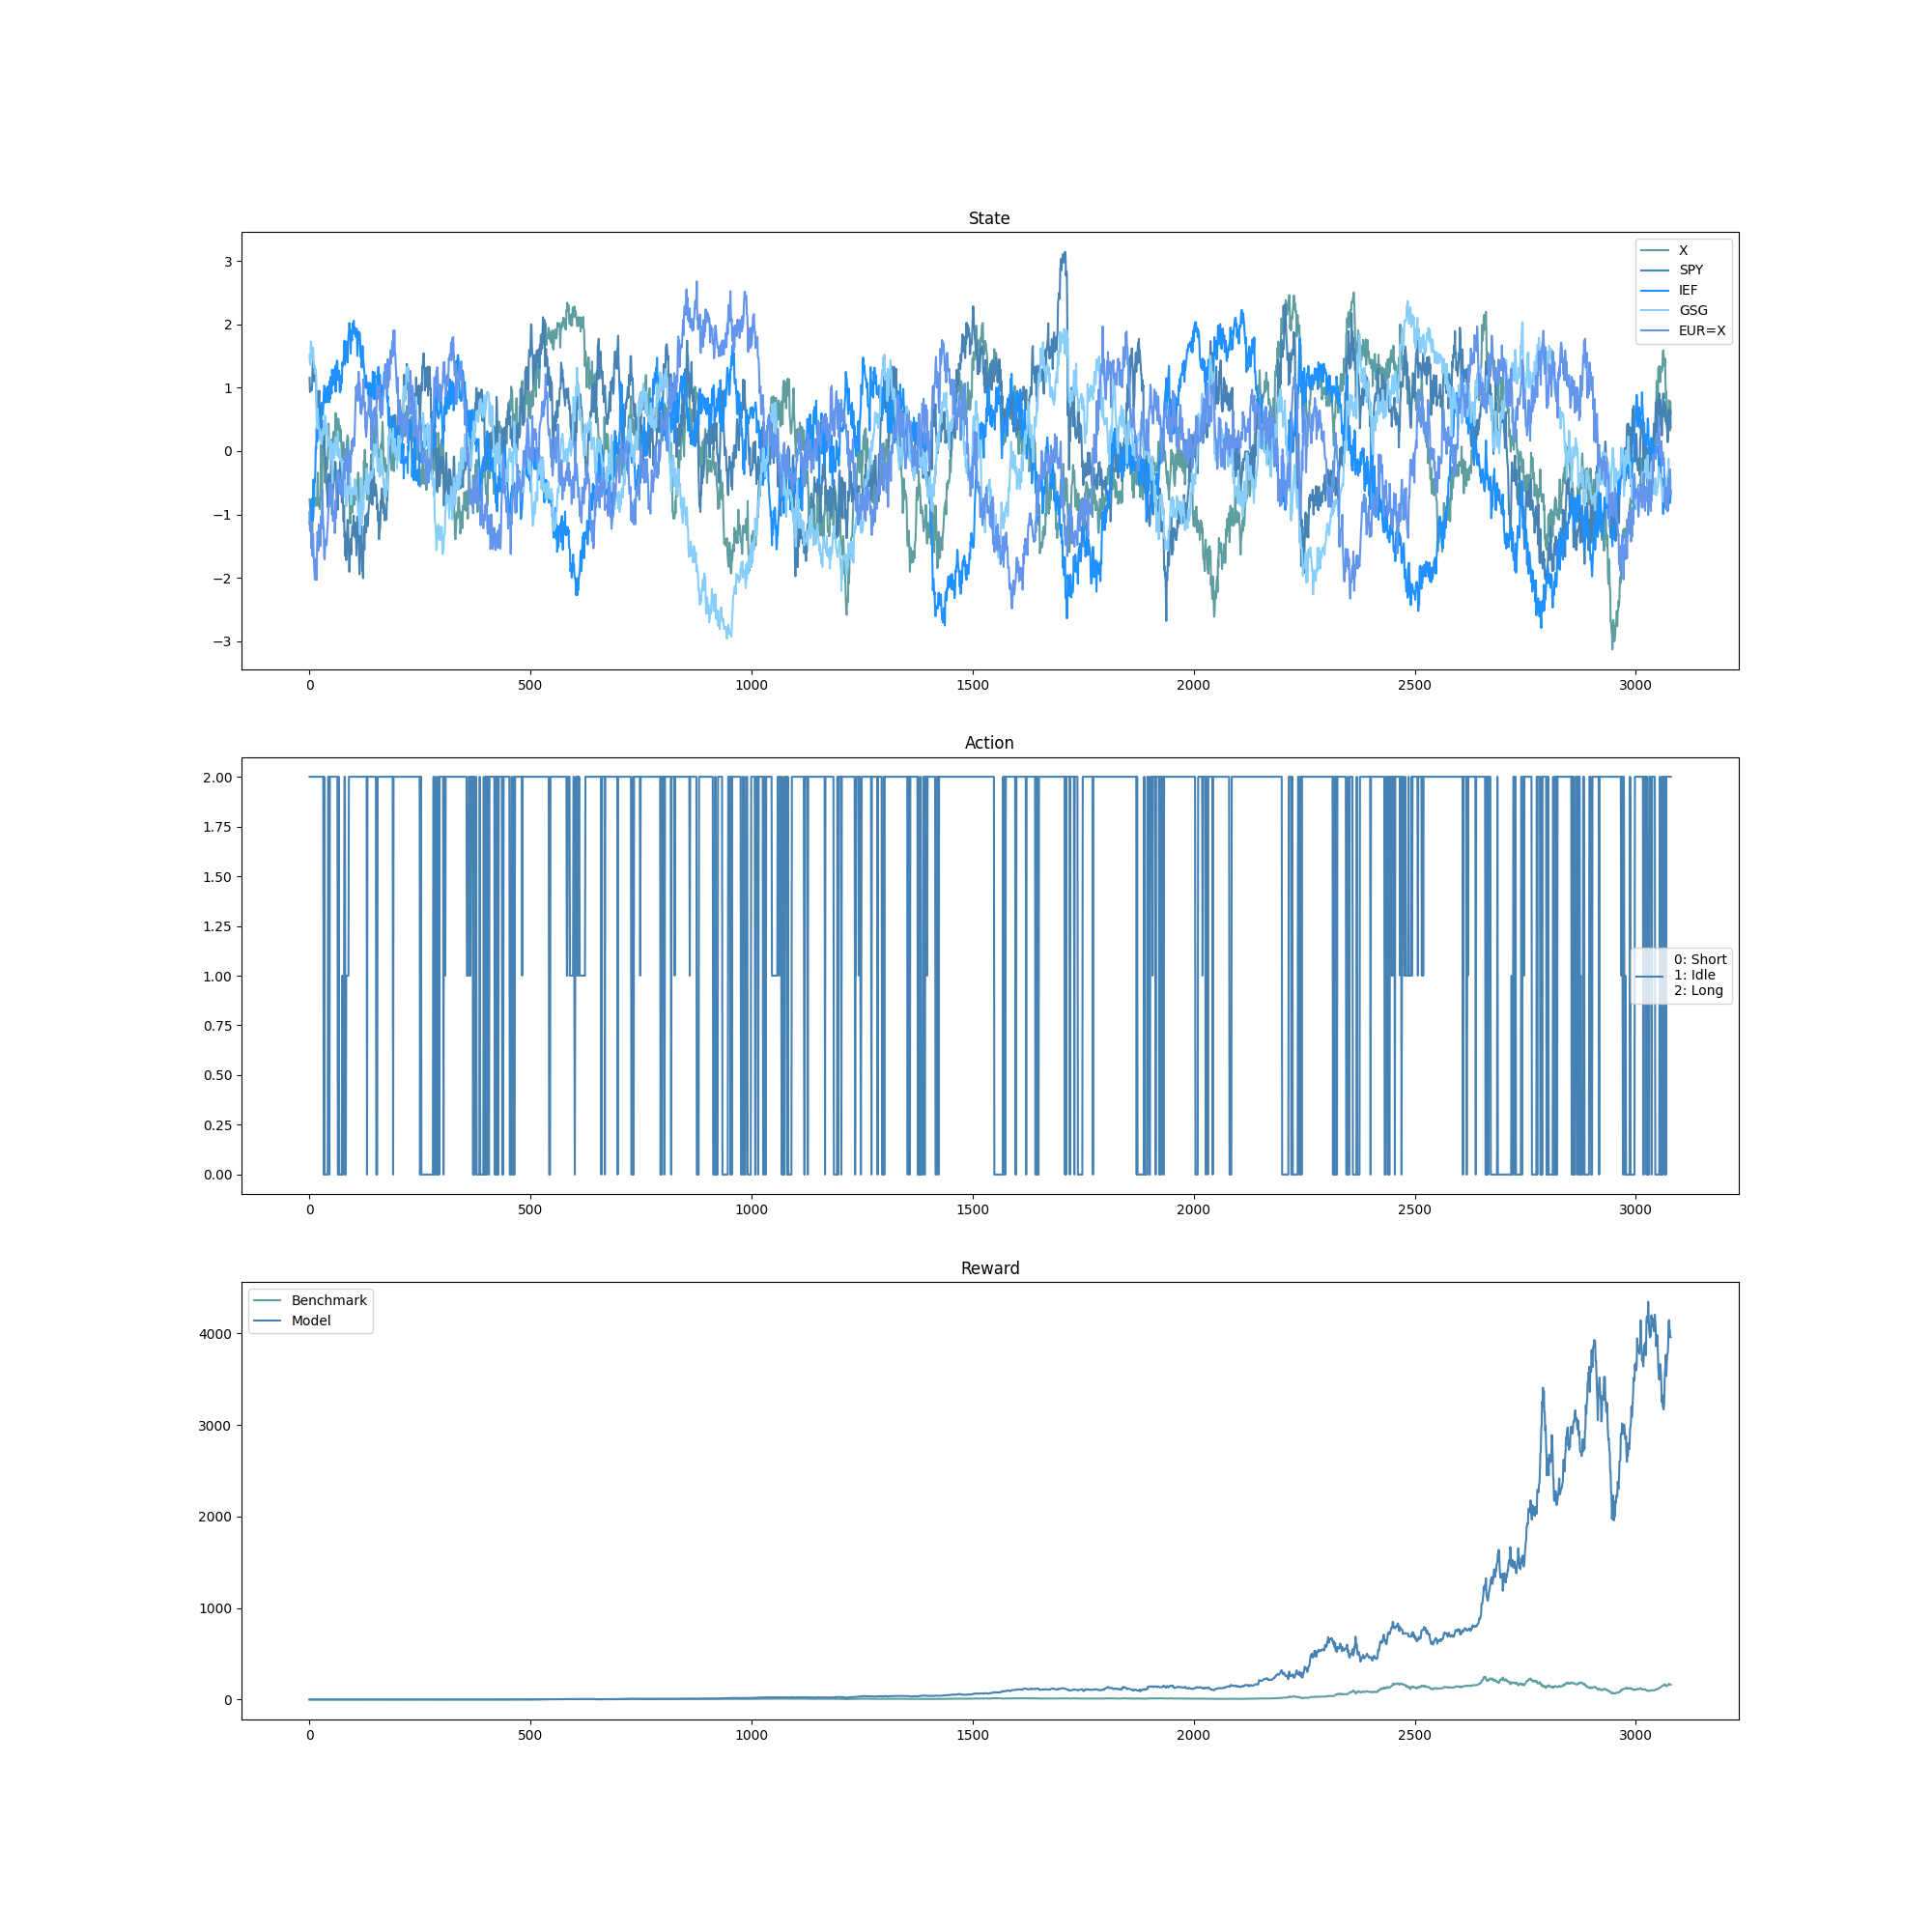 State
3
2
1
0
−1
−2
−3
X
SPY
IEF
GSG
EUR=X
0 500 1000 1500 2000 2500 3000
Action
2.00
1.75
1.50
1.25
1.00
0.75
0.50
0.25
0.00
0: Short
1: Idle
2: Long
0 500 1000 1500 2000 2500 3000
Reward
Benchmark
Model
4000
3000
2000
1000
0
0 500 1000 1500 2000 2500 3000